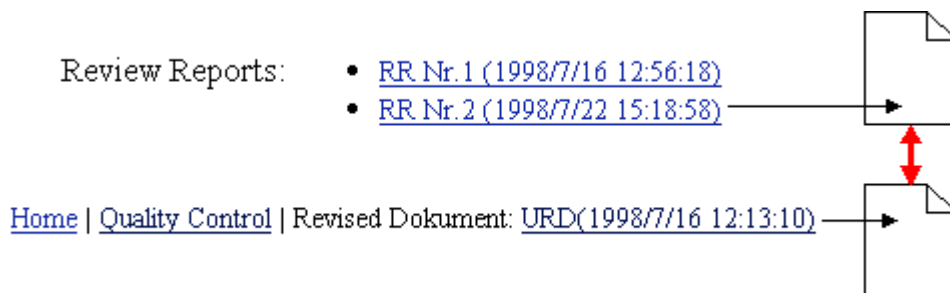 Review Reports:
• RR Nr.1 (1998/7/16 12:56:18)
• RR Nr.2 (1998/7/22 15:18:58)
Home | Quality Control | Revised Dokument: URD(1998/7/16 12:13:10)